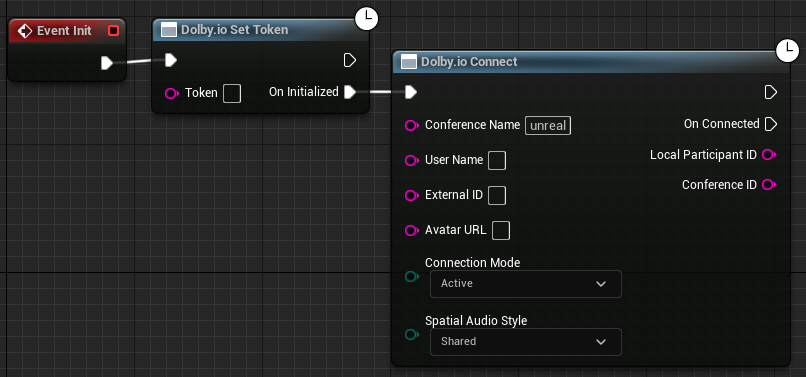 Event Init
Dolby.io Set Token
Token
On Initialized
Dolby.io Connect
Conference Name unreal
On Connected
User Name
Local Participant ID
External ID
Conference ID
Avatar URL
Connection Mode
Active
Spatial Audio Style
Shared